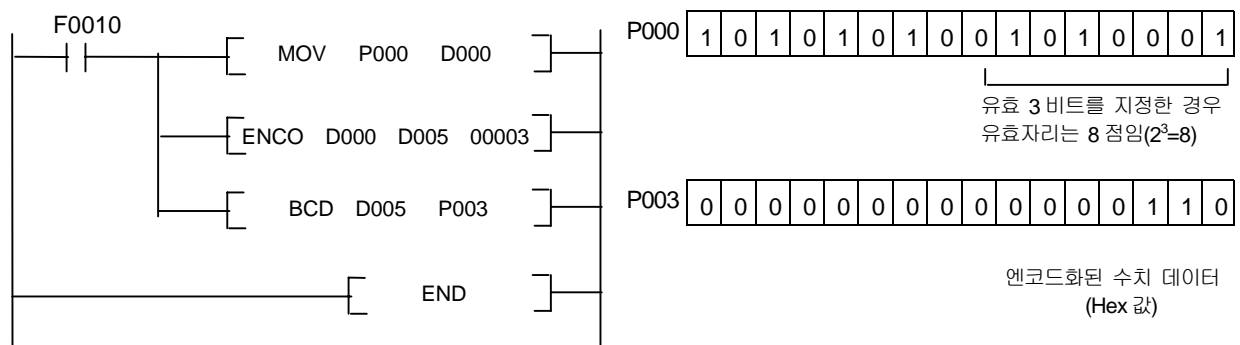 F0010
MOV P000 D000
ENCO D000 D005 00003
BCD D005 P003
END
P000 1 0 1 0 1 0 1 0 0 1 0 1 0 0 0 1
유효 3 비트를 지정한 경우
유효자리는 8 점임(2³=8)
P003 0 0 0 0 0 0 0 0 0 0 0 0 0 1 1 0
엔코드화된 수치 데이터
(Hex 값)